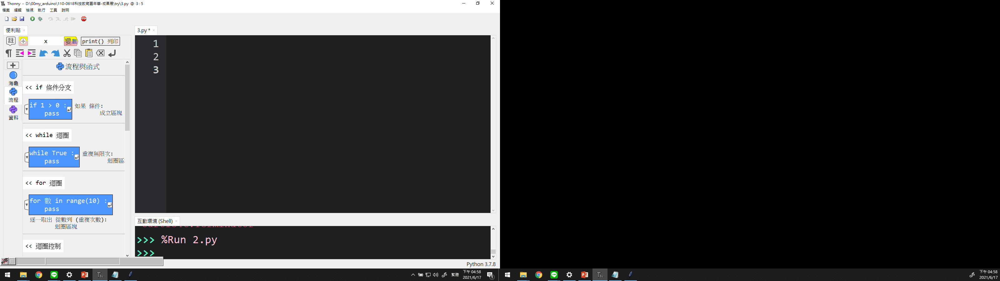 Thonny - D:\00my_arduino\110-0618科技教育嘉年華-成果展\try\3.py @ 3 : 5
檔案 編輯 檢視 執行 工具 說明
STOP
便利貼
註 x 變數 print() 列印
海龜
流程
資料
流程與函式
<< if 條件分支
if 1 > 0 :
pass
如果 條件:
成立區塊
<< while 迴圈
while True :
pass
重複無限次:
迴圈區
<< for 迴圈
for 數 in range(10) :
pass
逐一取出 從數列 (重複次數):
迴圈區塊
<< 迴圈控制
3.py *
1
2
3
互動環境 (Shell)
>>> %Run 2.py
>>>
Python 3.7.8
繁體
下午 04:58
2021/6/17
1
下午 04:58
2021/6/17